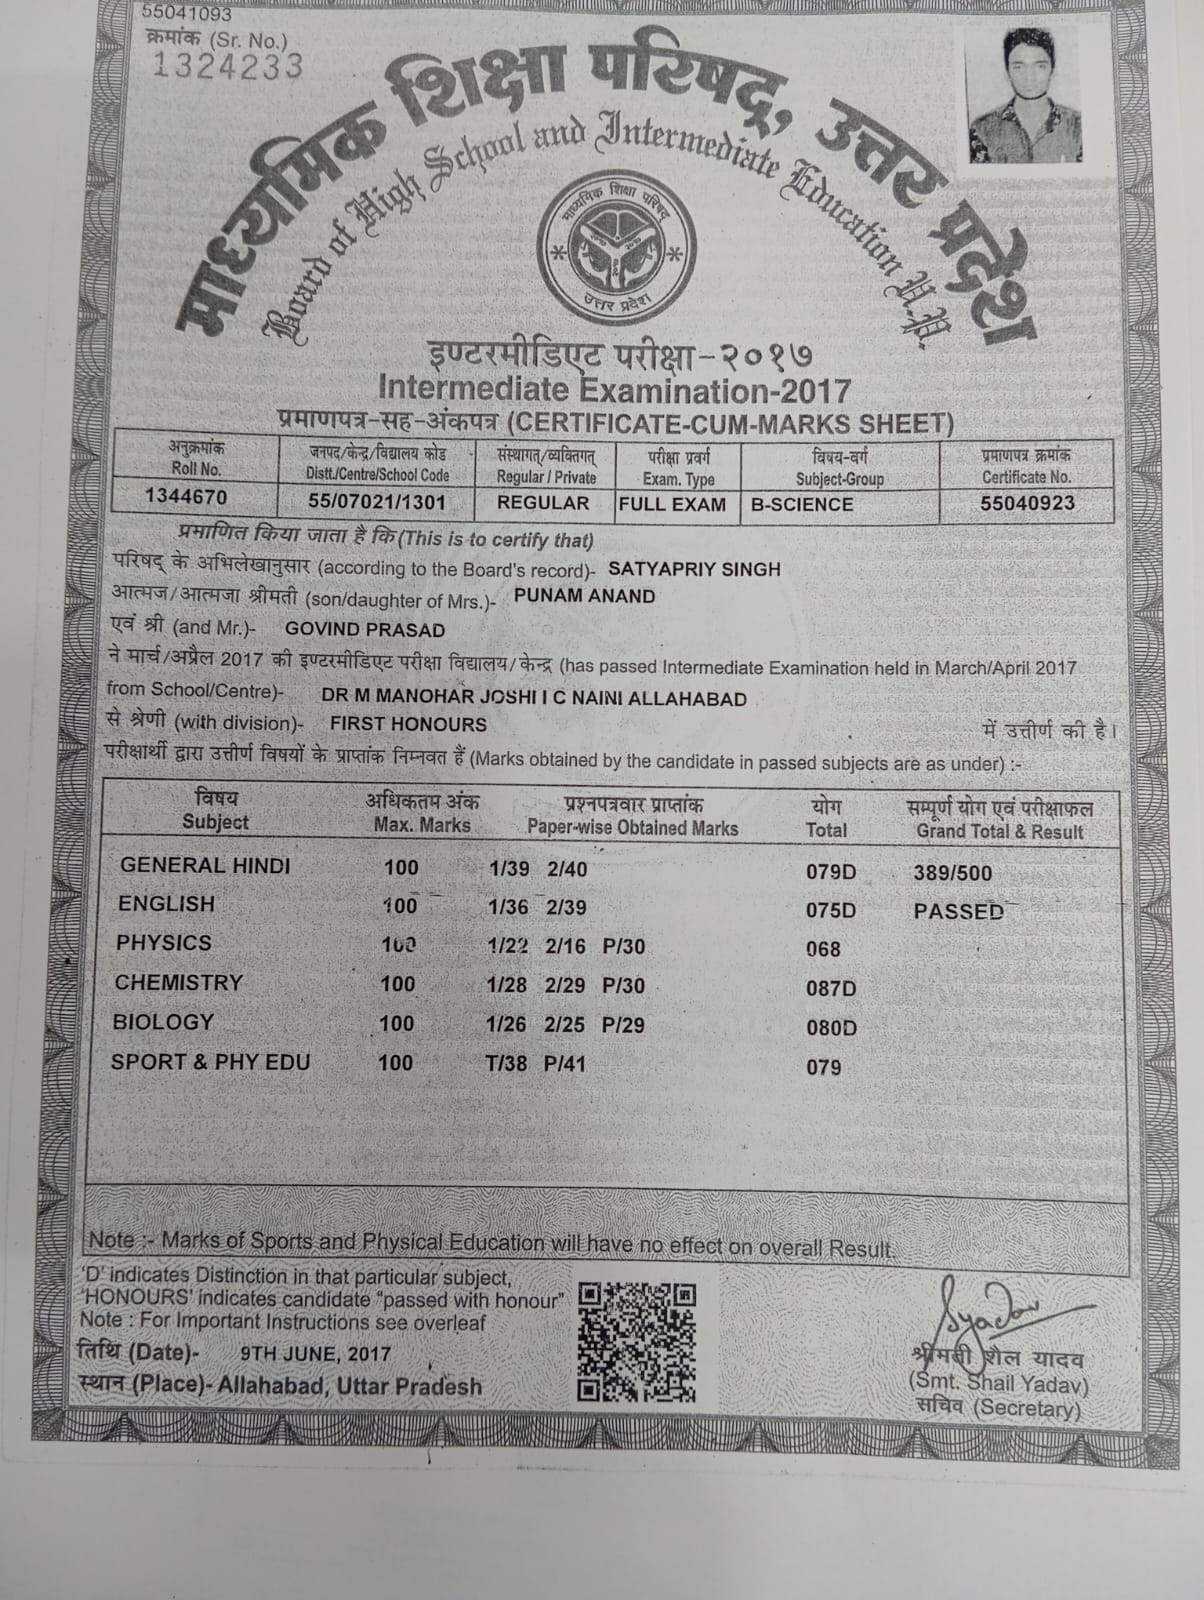 55041093
क्रमांक (Sr. No.)
1324233
माध्यमिक शिक्षा परिषद्, उत्तर प्रदेश
Board of High School and Intermediate Education U.P.
माध्यमिक शिक्षा परिषद्
उत्तर प्रदेश
इण्टरमीडिएट परीक्षा-२०१७
Intermediate Examination-2017
प्रमाणपत्र-सह-अंकपत्र (CERTIFICATE-CUM-MARKS SHEET)
अनुक्रमांक जनपद/केन्द्र/विद्यालय कोड संस्थागत्/व्यक्तिगत् परीक्षा प्रवर्ग विषय-वर्ग प्रमाणपत्र क्रमांक
Roll No. Distt./Centre/School Code Regular / Private Exam. Type Subject-Group Certificate No.
1344670 55/07021/1301 REGULAR FULL EXAM B-SCIENCE 55040923
प्रमाणित किया जाता है कि (This is to certify that)
परिषद् के अभिलेखानुसार (according to the Board's record)- SATYAPRIY SINGH
आत्मज/आत्मजा श्रीमती (son/daughter of Mrs.)- PUNAM ANAND
एवं श्री (and Mr.)- GOVIND PRASAD
ने मार्च/अप्रैल 2017 की इण्टरमीडिएट परीक्षा विद्यालय/केन्द्र (has passed Intermediate Examination held in March/April 2017
from School/Centre)- DR M MANOHAR JOSHI I C NAINI ALLAHABAD
से श्रेणी (with division)- FIRST HONOURS में उत्तीर्ण की है।
परीक्षार्थी द्वारा उत्तीर्ण विषयों के प्राप्तांक निम्नवत हैं (Marks obtained by the candidate in passed subjects are as under) :-
विषय अधिकतम अंक प्रश्नपत्रवार प्राप्तांक योग सम्पूर्ण योग एवं परीक्षाफल
Subject Max. Marks Paper-wise Obtained Marks Total Grand Total & Result
GENERAL HINDI 100 1/39 2/40 079D 389/500
ENGLISH 100 1/36 2/39 075D PASSED
PHYSICS 100 1/22 2/16 P/30 068
CHEMISTRY 100 1/28 2/29 P/30 087D
BIOLOGY 100 1/26 2/25 P/29 080D
SPORT & PHY EDU 100 T/38 P/41 079
Note :- Marks of Sports and Physical Education will have no effect on overall Result.
'D' indicates Distinction in that particular subject,
'HONOURS' indicates candidate "passed with honour"
Note : For Important Instructions see overleaf
तिथि (Date)- 9TH JUNE, 2017
स्थान (Place)- Allahabad, Uttar Pradesh
Syadav
श्रीमती शैल यादव
(Smt. Shail Yadav)
सचिव (Secretary)